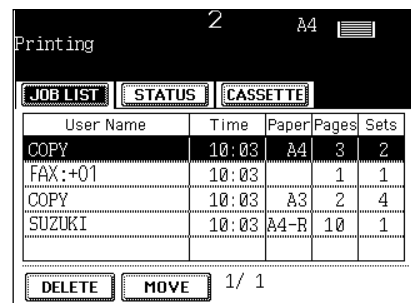 2 A4
Printing
JOB LIST STATUS CASSETTE
User Name Time Paper Pages Sets
COPY 10:03 A4 3 2
FAX:+01 10:03 1 1
COPY 10:03 A3 2 4
SUZUKI 10:03 A4-R 10 1
DELETE MOVE 1/ 1